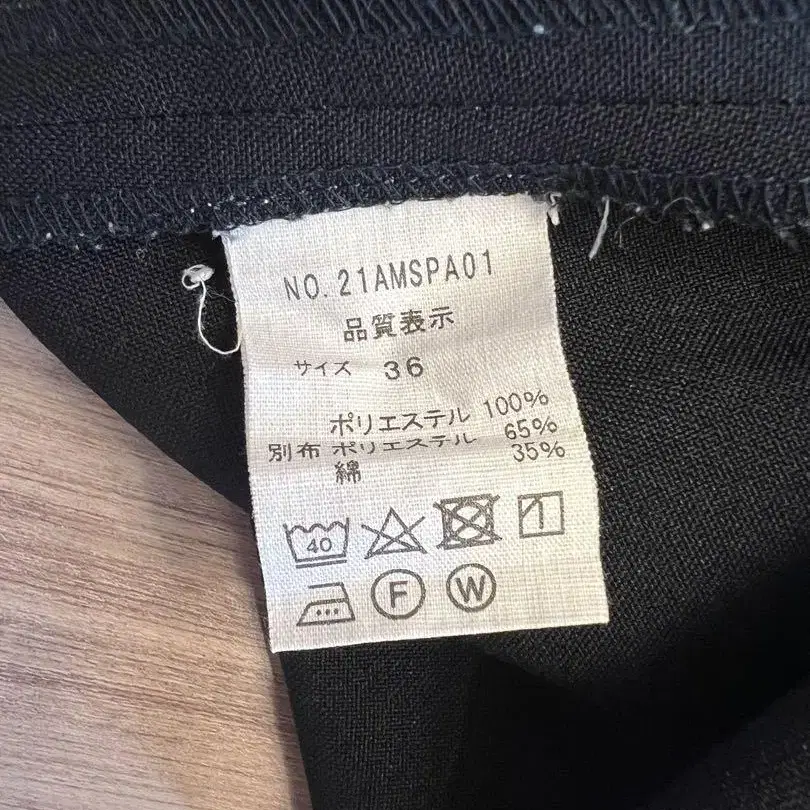 NO. 21AMSPA01
品質表示
サイズ 36
ポリエステル 100%
別布 ポリエステル 65%
綿 35%
40
F W